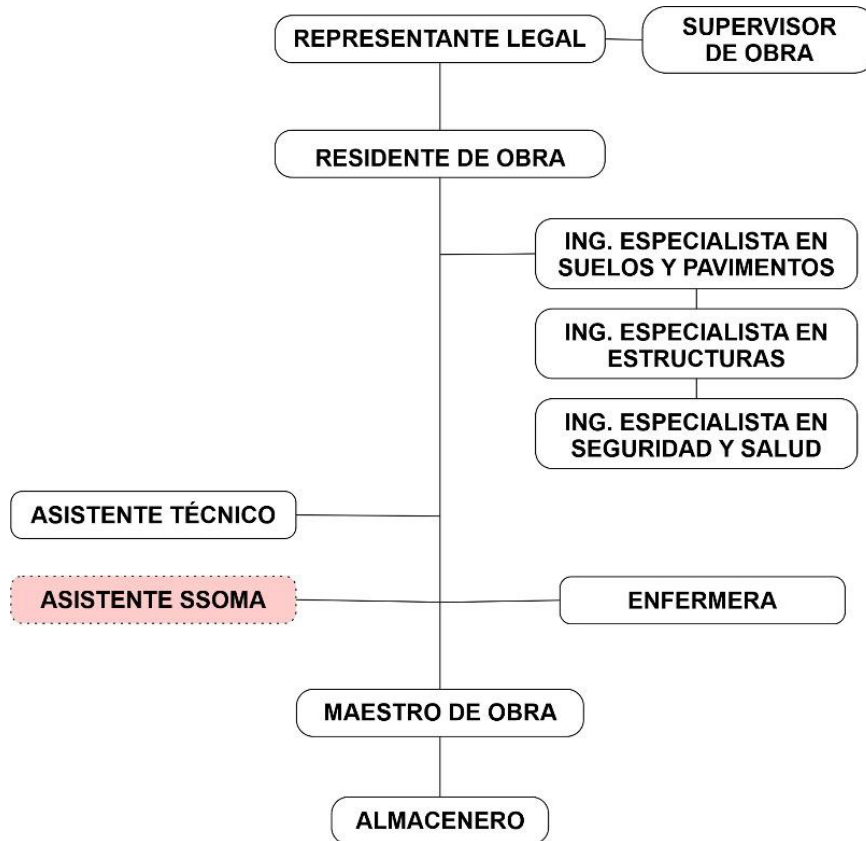 REPRESENTANTE LEGAL
SUPERVISOR
DE OBRA
RESIDENTE DE OBRA
ING. ESPECIALISTA EN
SUELOS Y PAVIMENTOS
ING. ESPECIALISTA EN
ESTRUCTURAS
ING. ESPECIALISTA EN
SEGURIDAD Y SALUD
ASISTENTE TÉCNICO
ASISTENTE SSOMA
ENFERMERA
MAESTRO DE OBRA
ALMACENERO